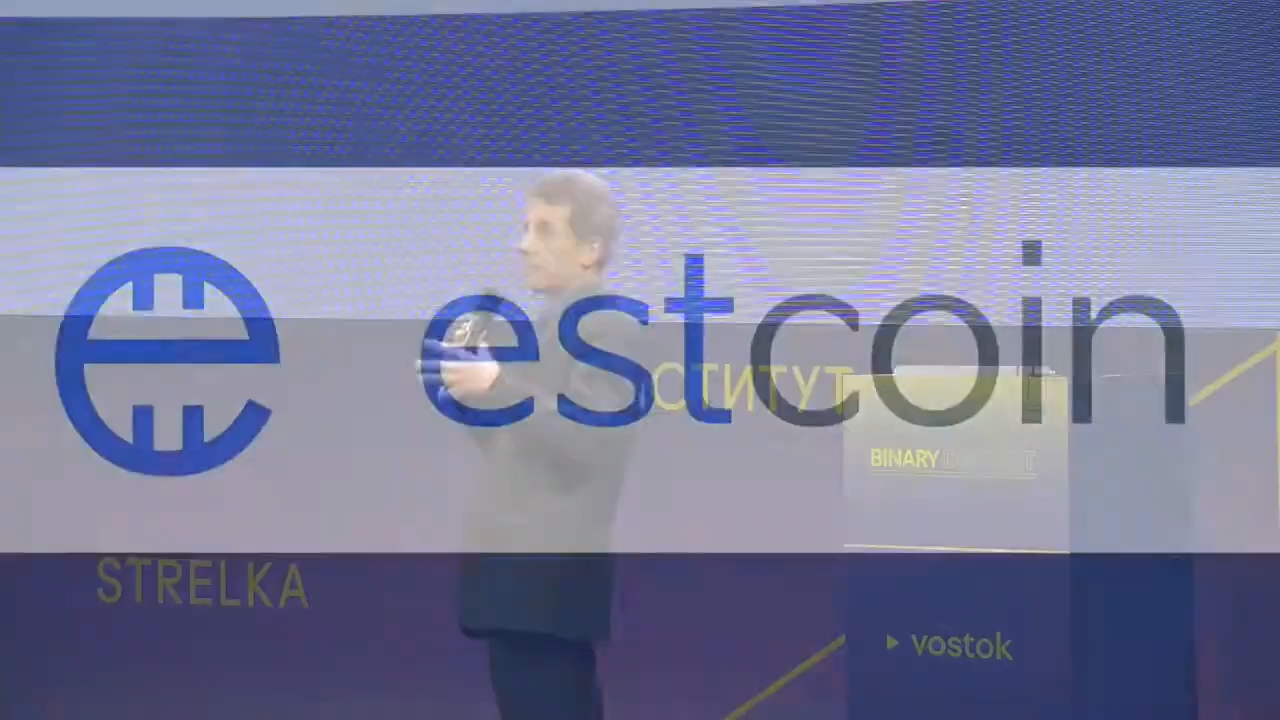 estcoin
СТИТУТ
BINARY
STRELKA
vostok